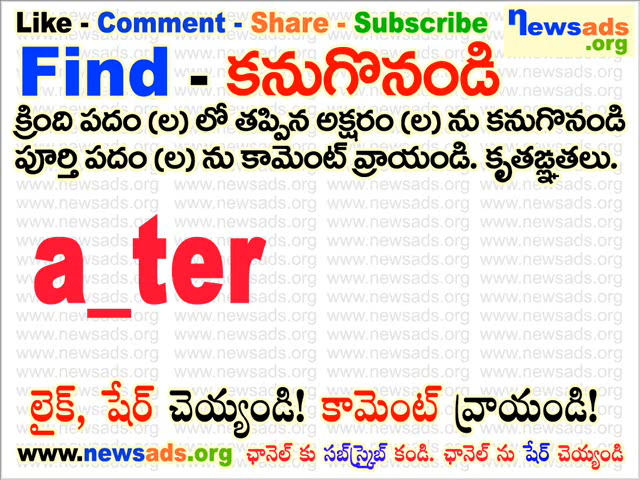 Like - Comment - Share - Subscribe
newsads
.org
Find - కనుగొనండి
క్రింది పదం (ల) లో తప్పిన అక్షరం (ల) ను కనుగొనండి
పూర్తి పదం (ల) ను కామెంట్ వ్రాయండి. కృతజ్ఞతలు.
a_ter
లైక్, షేర్ చెయ్యండి! కామెంట్ వ్రాయండి!
www.newsads.org ఛానెల్ కు సబ్‌స్క్రైబ్ కండి. ఛానెల్ ను షేర్ చెయ్యండి